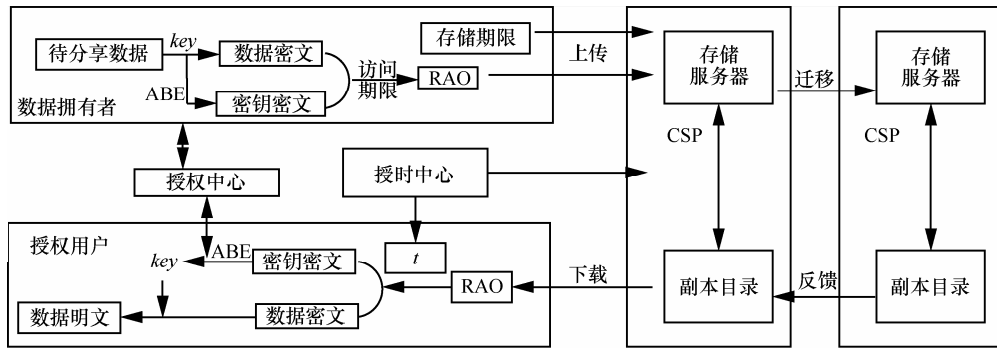 待分享数据
key
数据密文
ABE
密钥密文
访问
期限
RAO
存储期限
数据拥有者
上传
存储
服务器
迁移
存储
服务器
CSP
CSP
授权中心
授时中心
授权用户
key
ABE
密钥密文
t
RAO
下载
副本目录
反馈
副本目录
数据明文
数据密文